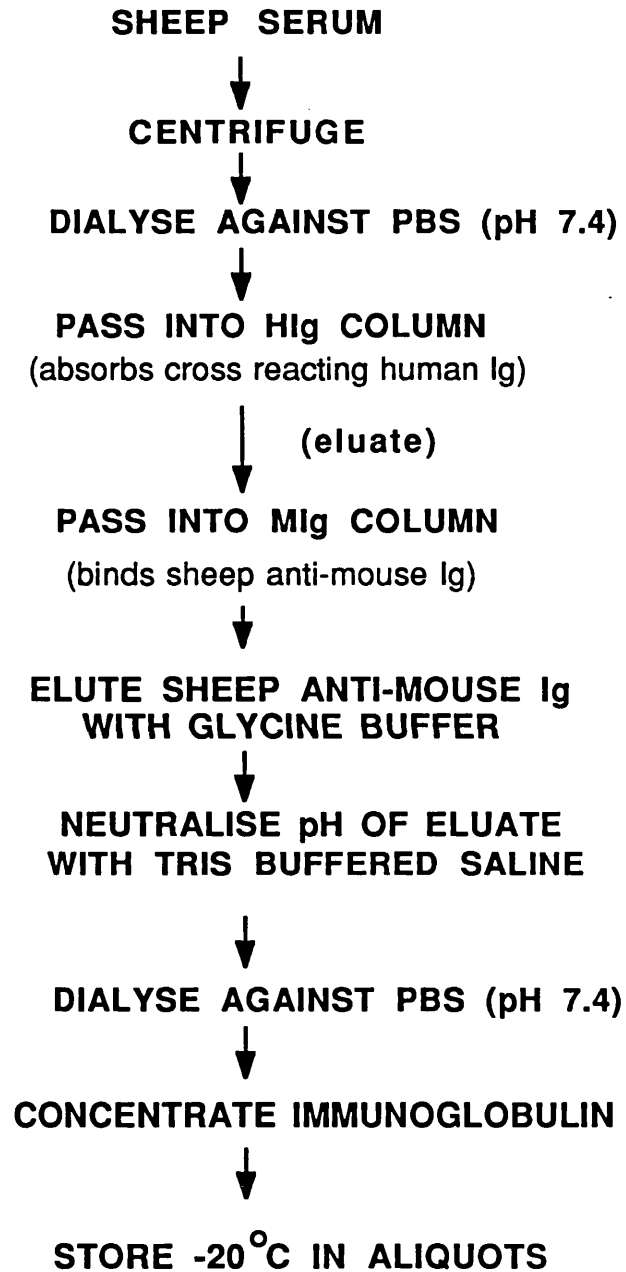 SHEEP SERUM
CENTRIFUGE
DIALYSE AGAINST PBS (pH 7.4)
PASS INTO HIg COLUMN
(absorbs cross reacting human Ig)
(eluate)
PASS INTO MIg COLUMN
(binds sheep anti-mouse Ig)
ELUTE SHEEP ANTI-MOUSE Ig
WITH GLYCINE BUFFER
NEUTRALISE pH OF ELUATE
WITH TRIS BUFFERED SALINE
DIALYSE AGAINST PBS (pH 7.4)
CONCENTRATE IMMUNOGLOBULIN
STORE -20°C IN ALIQUOTS